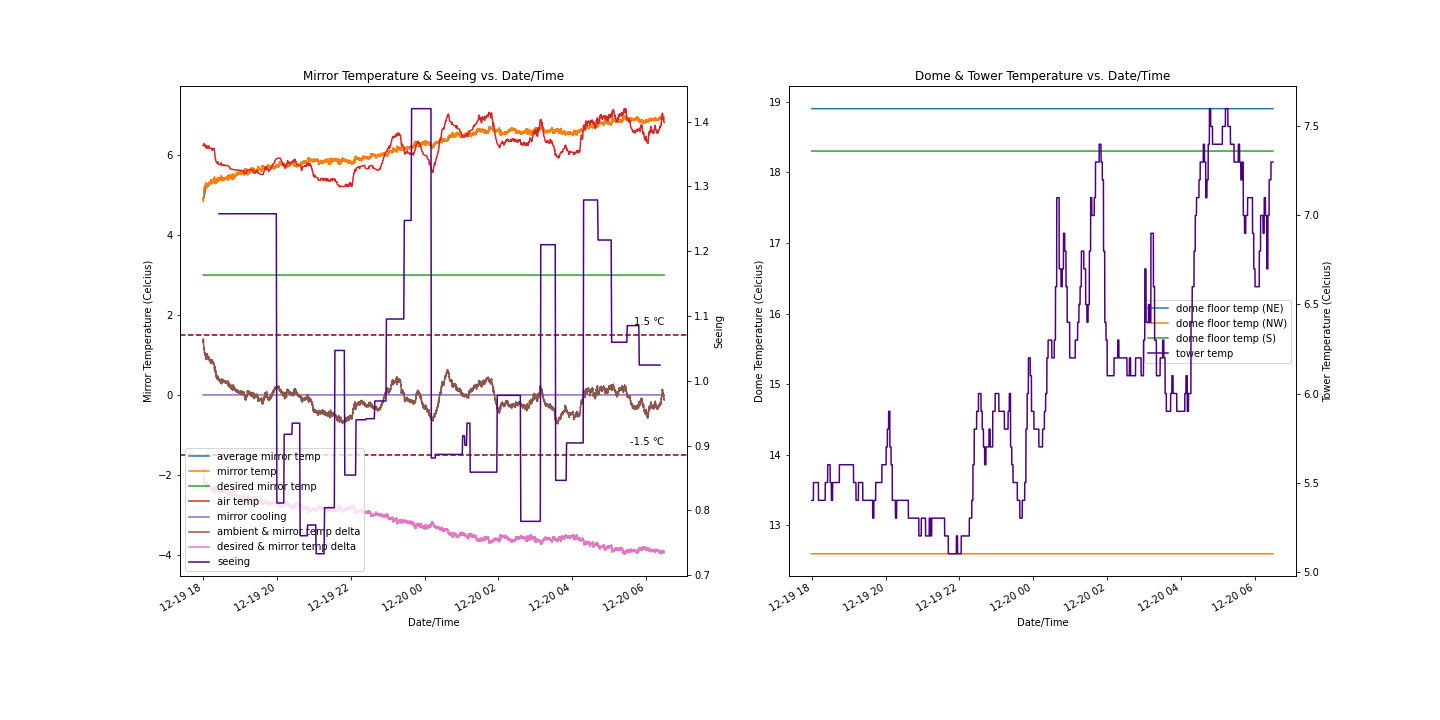 Mirror Temperature & Seeing vs. Date/Time
Mirror Temperature (Celcius)
6
4
2
0
−2
−4
1.5 °C
-1.5 °C
average mirror temp
mirror temp
desired mirror temp
air temp
mirror cooling
ambient & mirror temp delta
desired & mirror temp delta
seeing
1.4
1.3
1.2
1.1
1.0
0.9
0.8
0.7
Seeing
12-19 18
12-19 20
12-19 22
12-20 00
12-20 02
12-20 04
12-20 06
Date/Time
Dome & Tower Temperature vs. Date/Time
Dome Temperature (Celcius)
19
18
17
16
15
14
13
dome floor temp (NE)
dome floor temp (NW)
dome floor temp (S)
tower temp
7.5
7.0
6.5
6.0
5.5
5.0
Tower Temperature (Celcius)
12-19 18
12-19 20
12-19 22
12-20 00
12-20 02
12-20 04
12-20 06
Date/Time